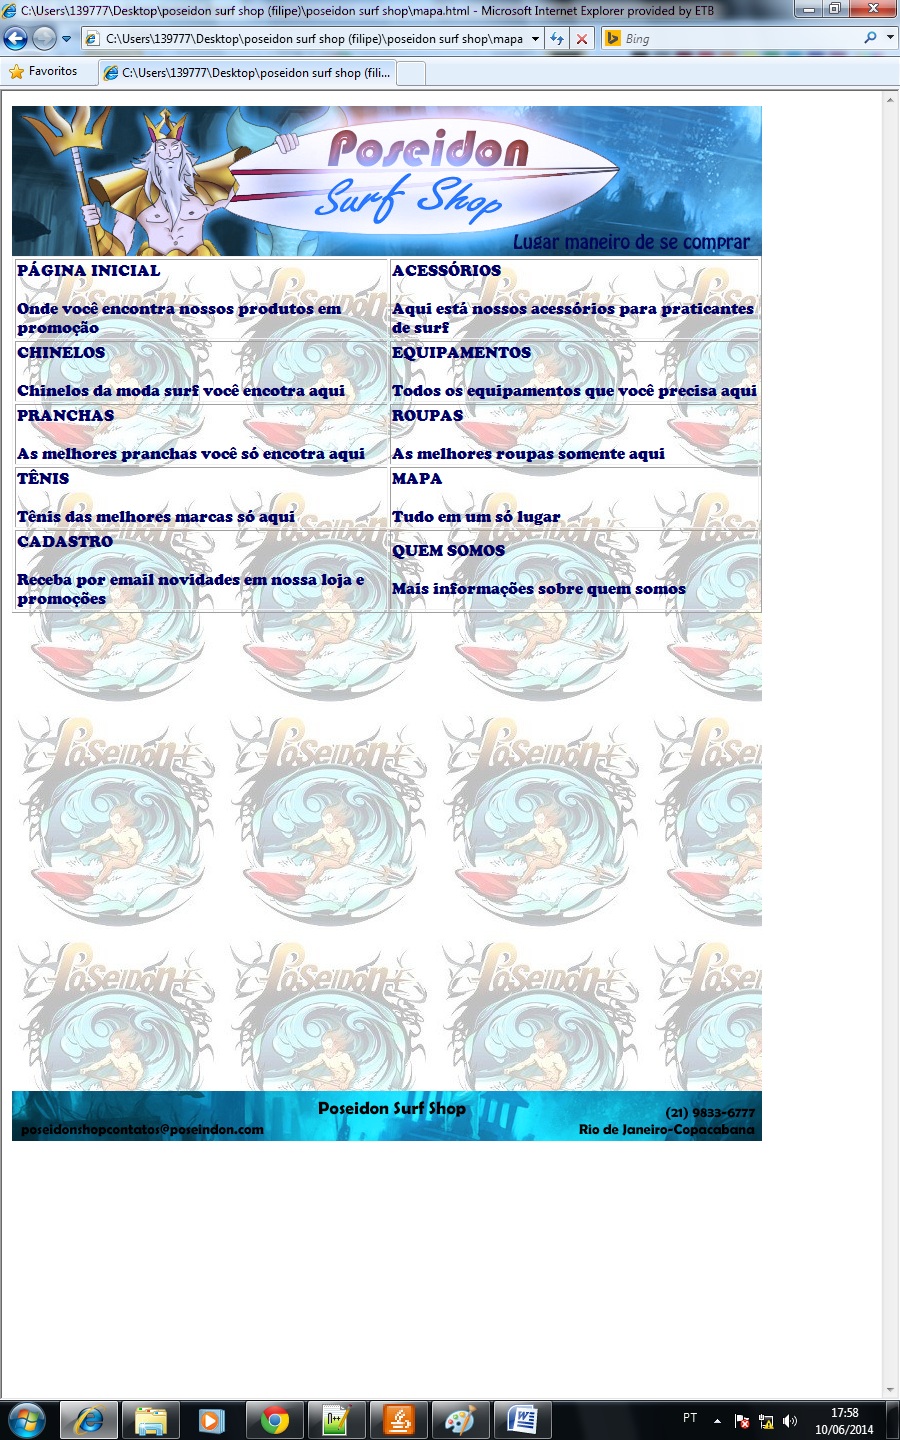 C:\Users\139777\Desktop\poseidon surf shop (filipe)\poseidon surf shop\mapa.html - Microsoft Internet Explorer provided by ETB
C:\Users\139777\Desktop\poseidon surf shop (filipe)\poseidon surf shop\mapa
Bing
Favoritos
C:\Users\139777\Desktop\poseidon surf shop (fili...
Poseidon
Surf Shop
Lugar maneiro de se comprar
PÁGINA INICIAL
Onde você encontra nossos produtos em
promoção
ACESSÓRIOS
Aqui está nossos acessórios para praticantes
de surf
CHINELOS
Chinelos da moda surf você encotra aqui
EQUIPAMENTOS
Todos os equipamentos que você precisa aqui
PRANCHAS
As melhores pranchas você só encotra aqui
ROUPAS
As melhores roupas somente aqui
TÊNIS
Tênis das melhores marcas só aqui
MAPA
Tudo em um só lugar
CADASTRO
Receba por email novidades em nossa loja e
promoções
QUEM SOMOS
Mais informações sobre quem somos
Poseidon Poseidon Poseidon
Poseidon Poseidon Poseidon
Poseidon Surf Shop
poseidonshopcontatos@poseindon.com
(21) 9833-6777
Rio de Janeiro-Copacabana
PT
17:58
10/06/2014